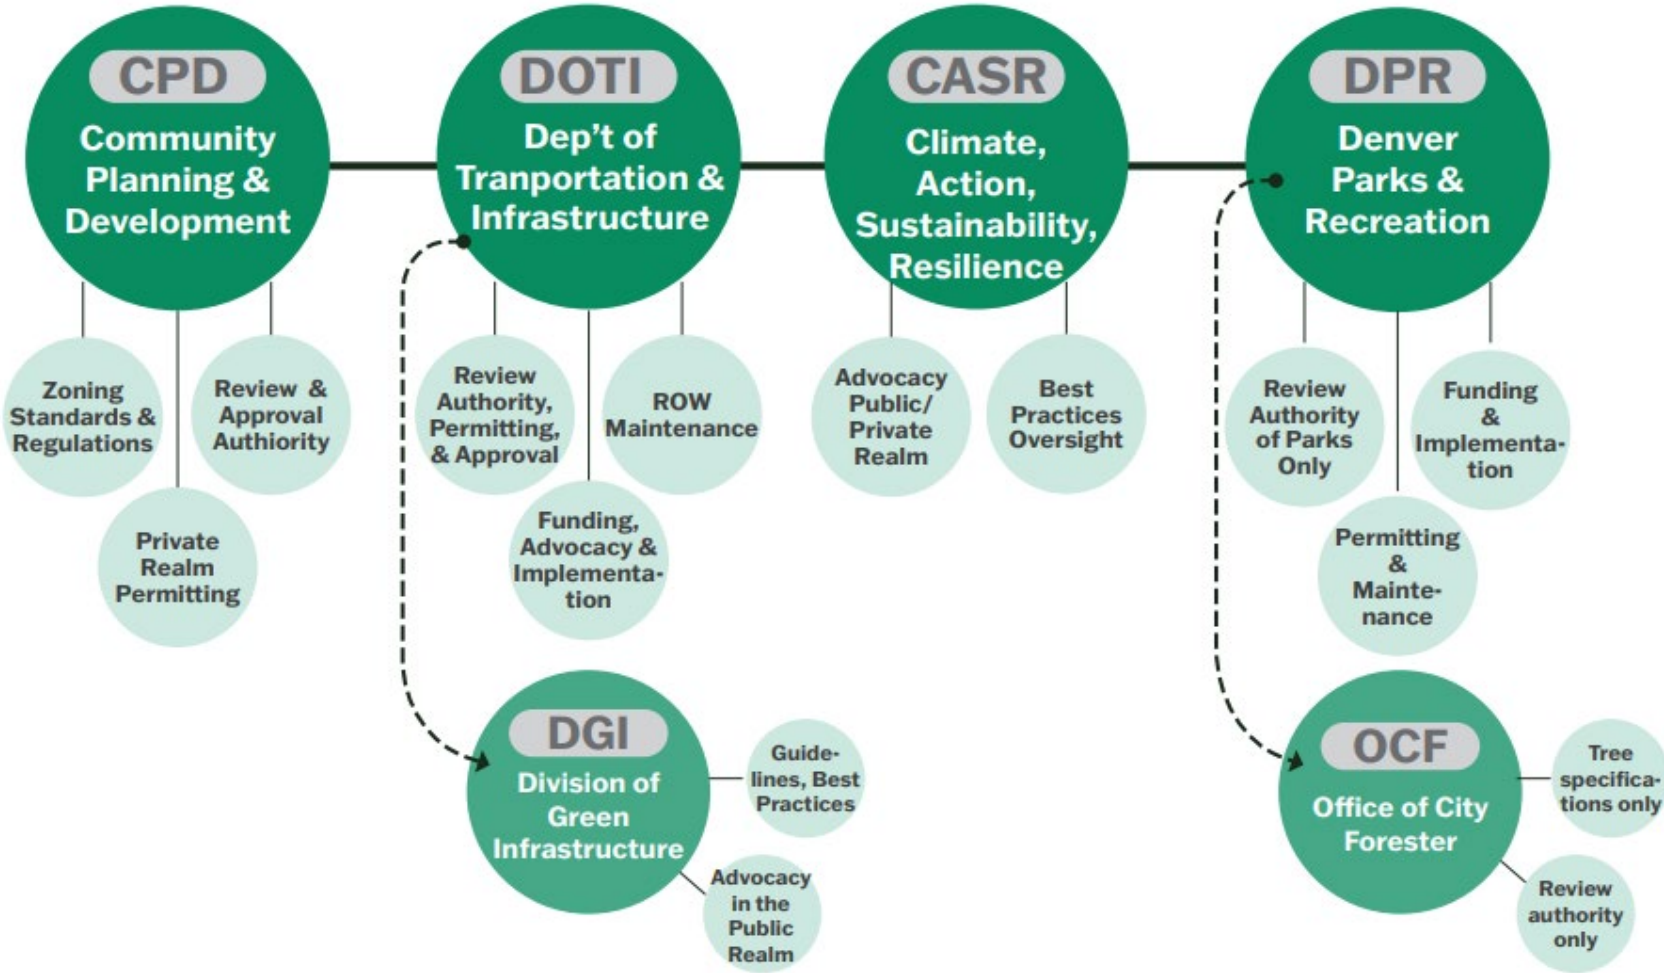 CPD
Community
Planning &
Development
Zoning
Standards &
Regulations
Private
Realm
Permitting
Review &
Approval
Authiority
DOTI
Dep't of
Tranportation &
Infrastructure
Review
Authority,
Permitting,
& Approval
Funding,
Advocacy &
Implementa-
tion
ROW
Maintenance
CASR
Climate,
Action,
Sustainability,
Resilience
Advocacy
Public/
Private
Realm
Best
Practices
Oversight
DPR
Denver
Parks &
Recreation
Review
Authority
of Parks
Only
Permitting
&
Mainte-
nance
Funding
&
Implementa-
tion
DGI
Division of
Green
Infrastructure
Guide-
lines, Best
Practices
Advocacy
in the
Public
Realm
OCF
Office of City
Forester
Tree
specifica-
tions only
Review
authority
only